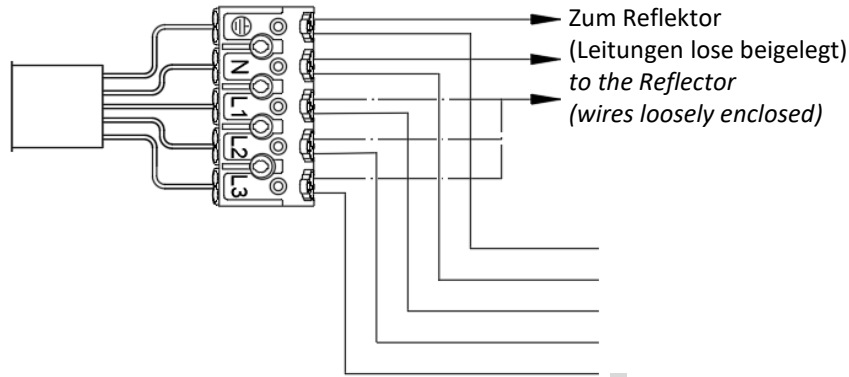 Zum Reflektor
(Leitungen lose beigelegt)
to the Reflector
(wires loosely enclosed)
N
L1
L2
L3